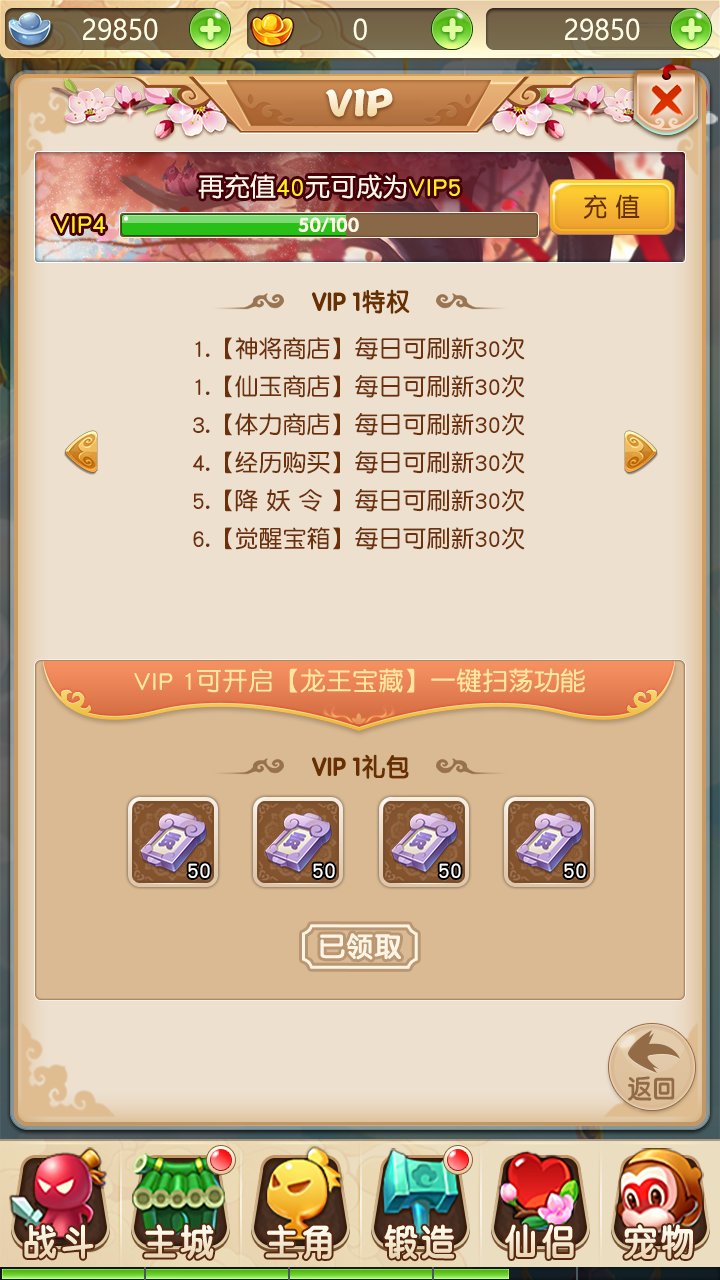 29850 0 29850
VIP
再充值40元可成为VIP5
VIP4 50/100 充值
VIP 1特权
1.【神将商店】每日可刷新30次
1.【仙玉商店】每日可刷新30次
3.【体力商店】每日可刷新30次
4.【经历购买】每日可刷新30次
5.【降 妖 令 】每日可刷新30次
6.【觉醒宝箱】每日可刷新30次
VIP 1可开启【龙王宝藏】一键扫荡功能
VIP 1礼包
50 50 50 50
已领取
返回
战斗 主城 主角 锻造 仙侣 宠物